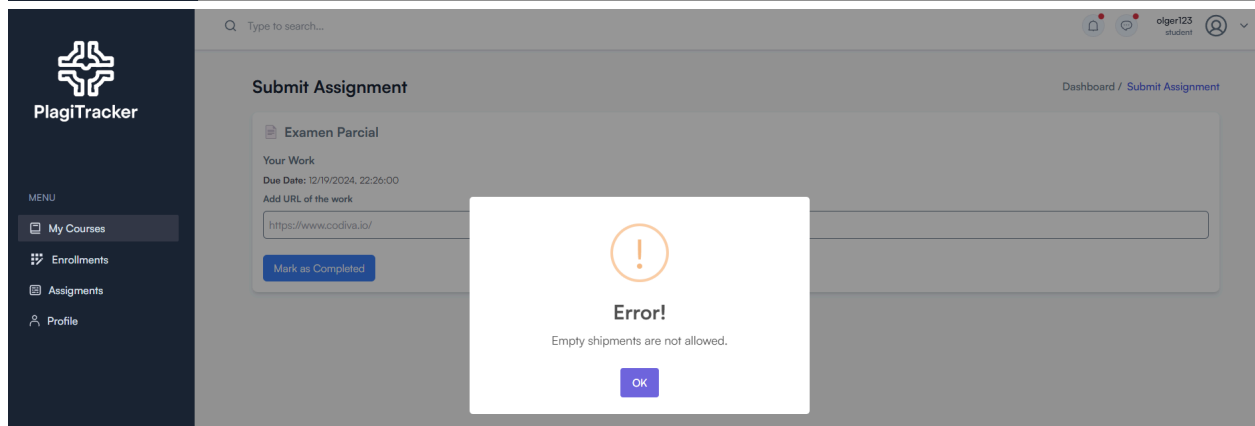 Type to search...
olger123
student
PlagiTracker
MENU
My Courses
Enrollments
Assigments
Profile
Submit Assignment
Dashboard / Submit Assignment
Examen Parcial
Your Work
Due Date: 12/19/2024, 22:26:00
Add URL of the work
https://www.codiva.io/
Mark as Completed
!
Error!
Empty shipments are not allowed.
OK